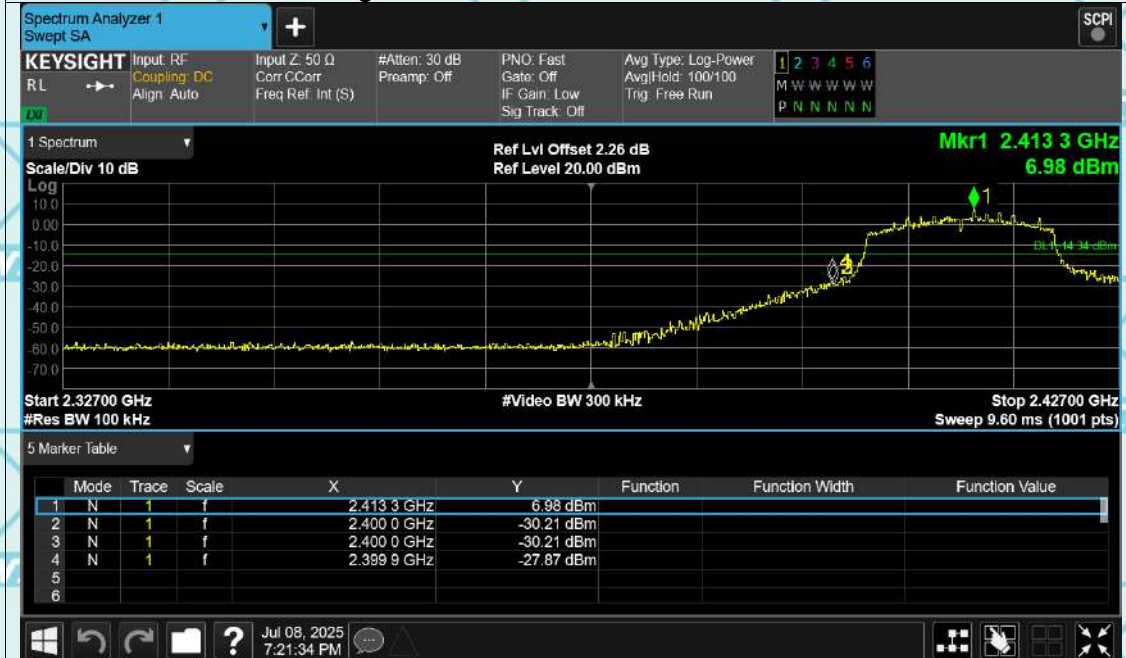 Spectrum Analyzer 1
Swept SA
+
SCPI
KEYSIGHT
RL
LXI
Input: RF
Coupling: DC
Align: Auto
Input Z: 50 Ω
Corr CCorr
Freq Ref: Int (S)
#Atten: 30 dB
Preamp: Off
PNO: Fast
Gate: Off
IF Gain: Low
Sig Track: Off
Avg Type: Log-Power
Avg|Hold: 100/100
Trig: Free Run
1 2 3 4 5 6
M W W W W W
P N N N N N
1 Spectrum
Scale/Div 10 dB
Ref Lvl Offset 2.26 dB
Ref Level 20.00 dBm
Mkr1 2.413 3 GHz
6.98 dBm
Log
10.0
0.00
-10.0
-20.0
-30.0
-40.0
-50.0
-60.0
-70.0
1
DL1 -14.34 dBm
Start 2.32700 GHz
#Video BW 300 kHz
Stop 2.42700 GHz
#Res BW 100 kHz
Sweep 9.60 ms (1001 pts)
5 Marker Table
Mode Trace Scale X Y Function Function Width Function Value
1 N 1 f 2.413 3 GHz 6.98 dBm
2 N 1 f 2.400 0 GHz -30.21 dBm
3 N 1 f 2.400 0 GHz -30.21 dBm
4 N 1 f 2.399 9 GHz -27.87 dBm
5
6
?
Jul 08, 2025
7:21:34 PM